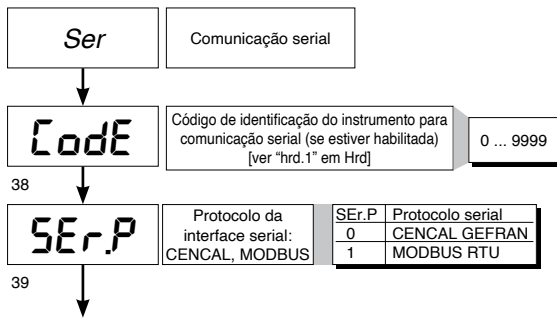 Ser
Comunicação serial
CodE
Código de identificação do instrumento para
comunicação serial (se estiver habilitada)
[ver “hrd.1” em Hrd]
0 ... 9999
38
SEr.P
Protocolo da
interface serial:
CENCAL, MODBUS
SEr.P Protocolo serial
0 CENCAL GEFRAN
1 MODBUS RTU
39